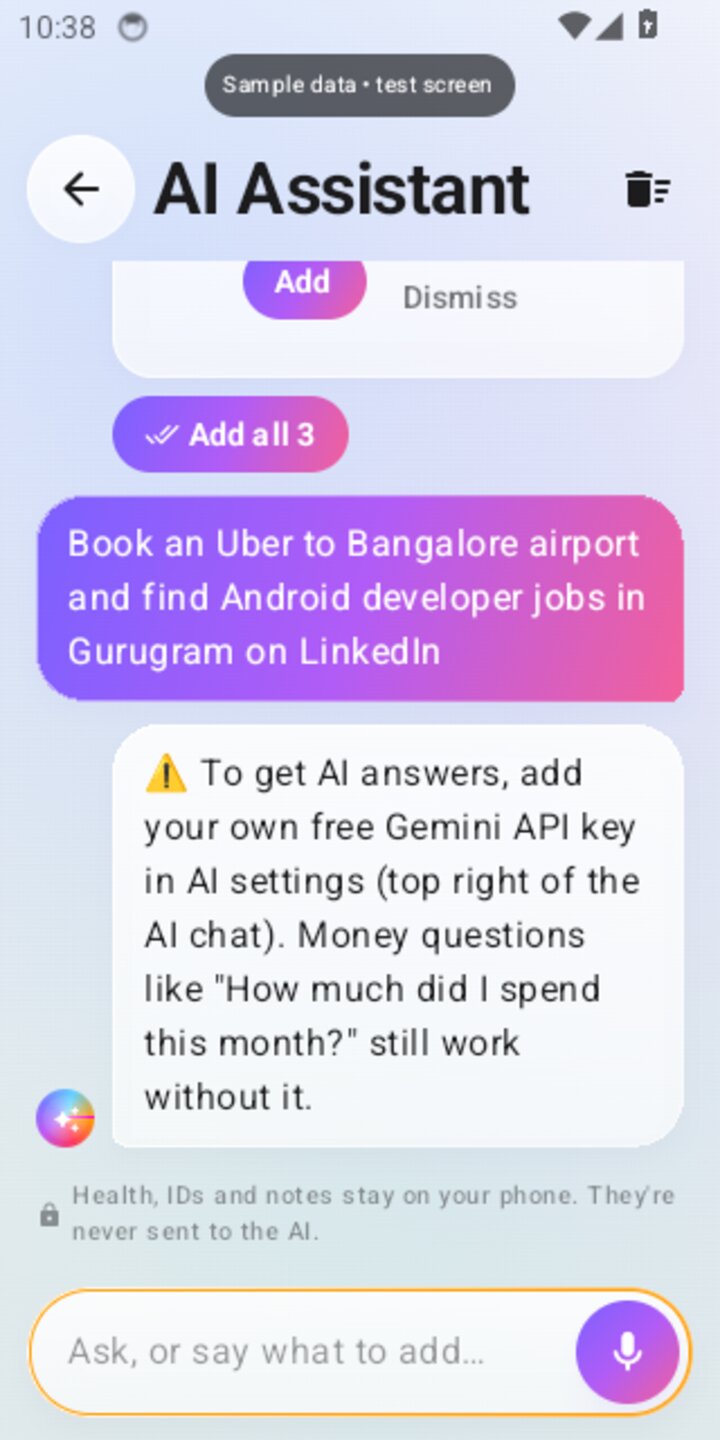 10:38
Sample data • test screen
AI Assistant
Add
Dismiss
Add all 3
Book an Uber to Bangalore airport
and find Android developer jobs in
Gurugram on LinkedIn
⚠️ To get AI answers, add
your own free Gemini API key
in AI settings (top right of the
AI chat). Money questions
like "How much did I spend
this month?" still work
without it.
Health, IDs and notes stay on your phone. They're
never sent to the AI.
Ask, or say what to add...